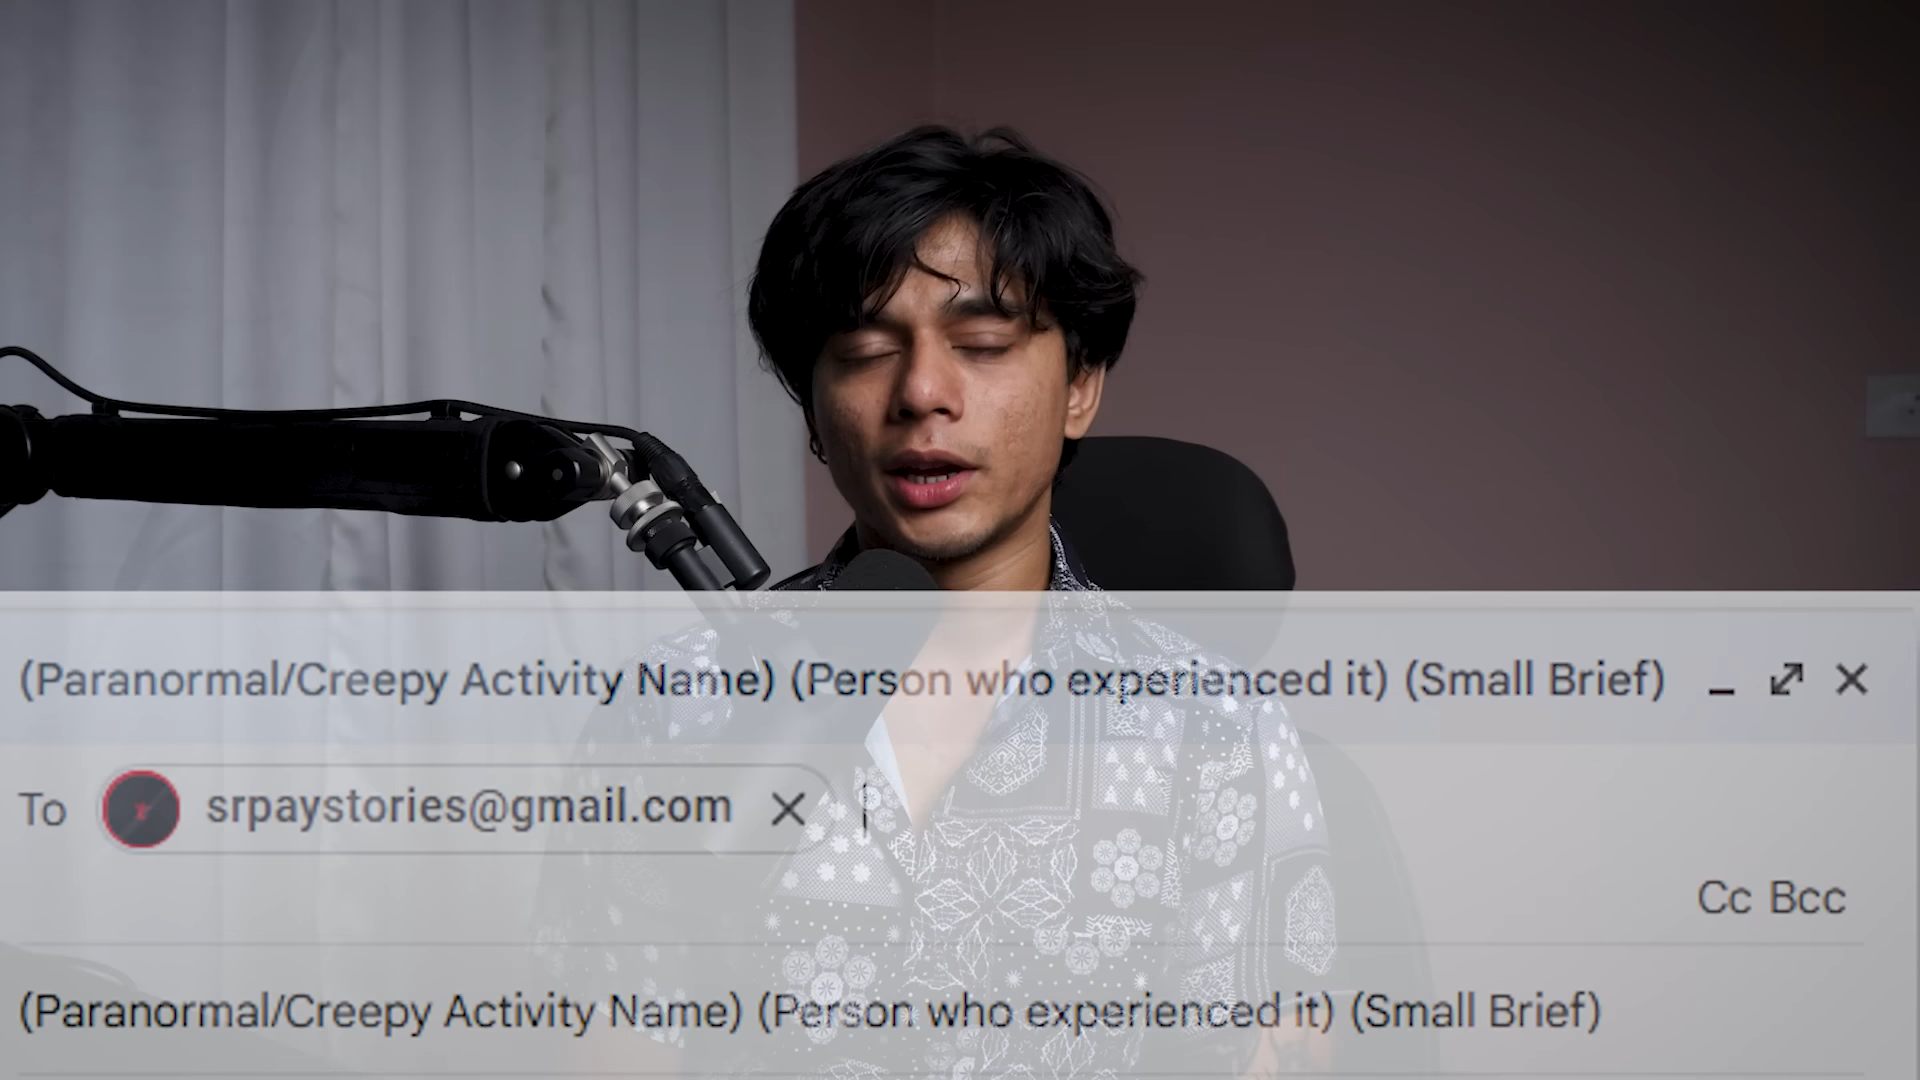 (Paranormal/Creepy Activity Name) (Person who experienced it) (Small Brief)
To srpaystories@gmail.com
Cc Bcc
(Paranormal/Creepy Activity Name) (Person who experienced it) (Small Brief)